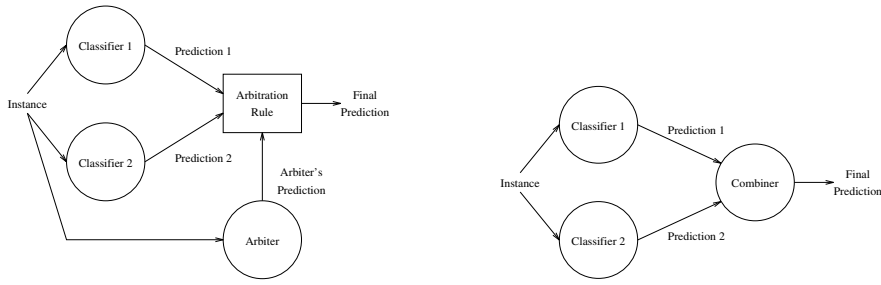 Classifier 1
Prediction 1
Instance
Arbitration
Rule
Final
Prediction
Classifier 2
Prediction 2
Arbiter's
Prediction
Arbiter
Classifier 1
Prediction 1
Instance
Combiner
Final
Prediction
Classifier 2
Prediction 2